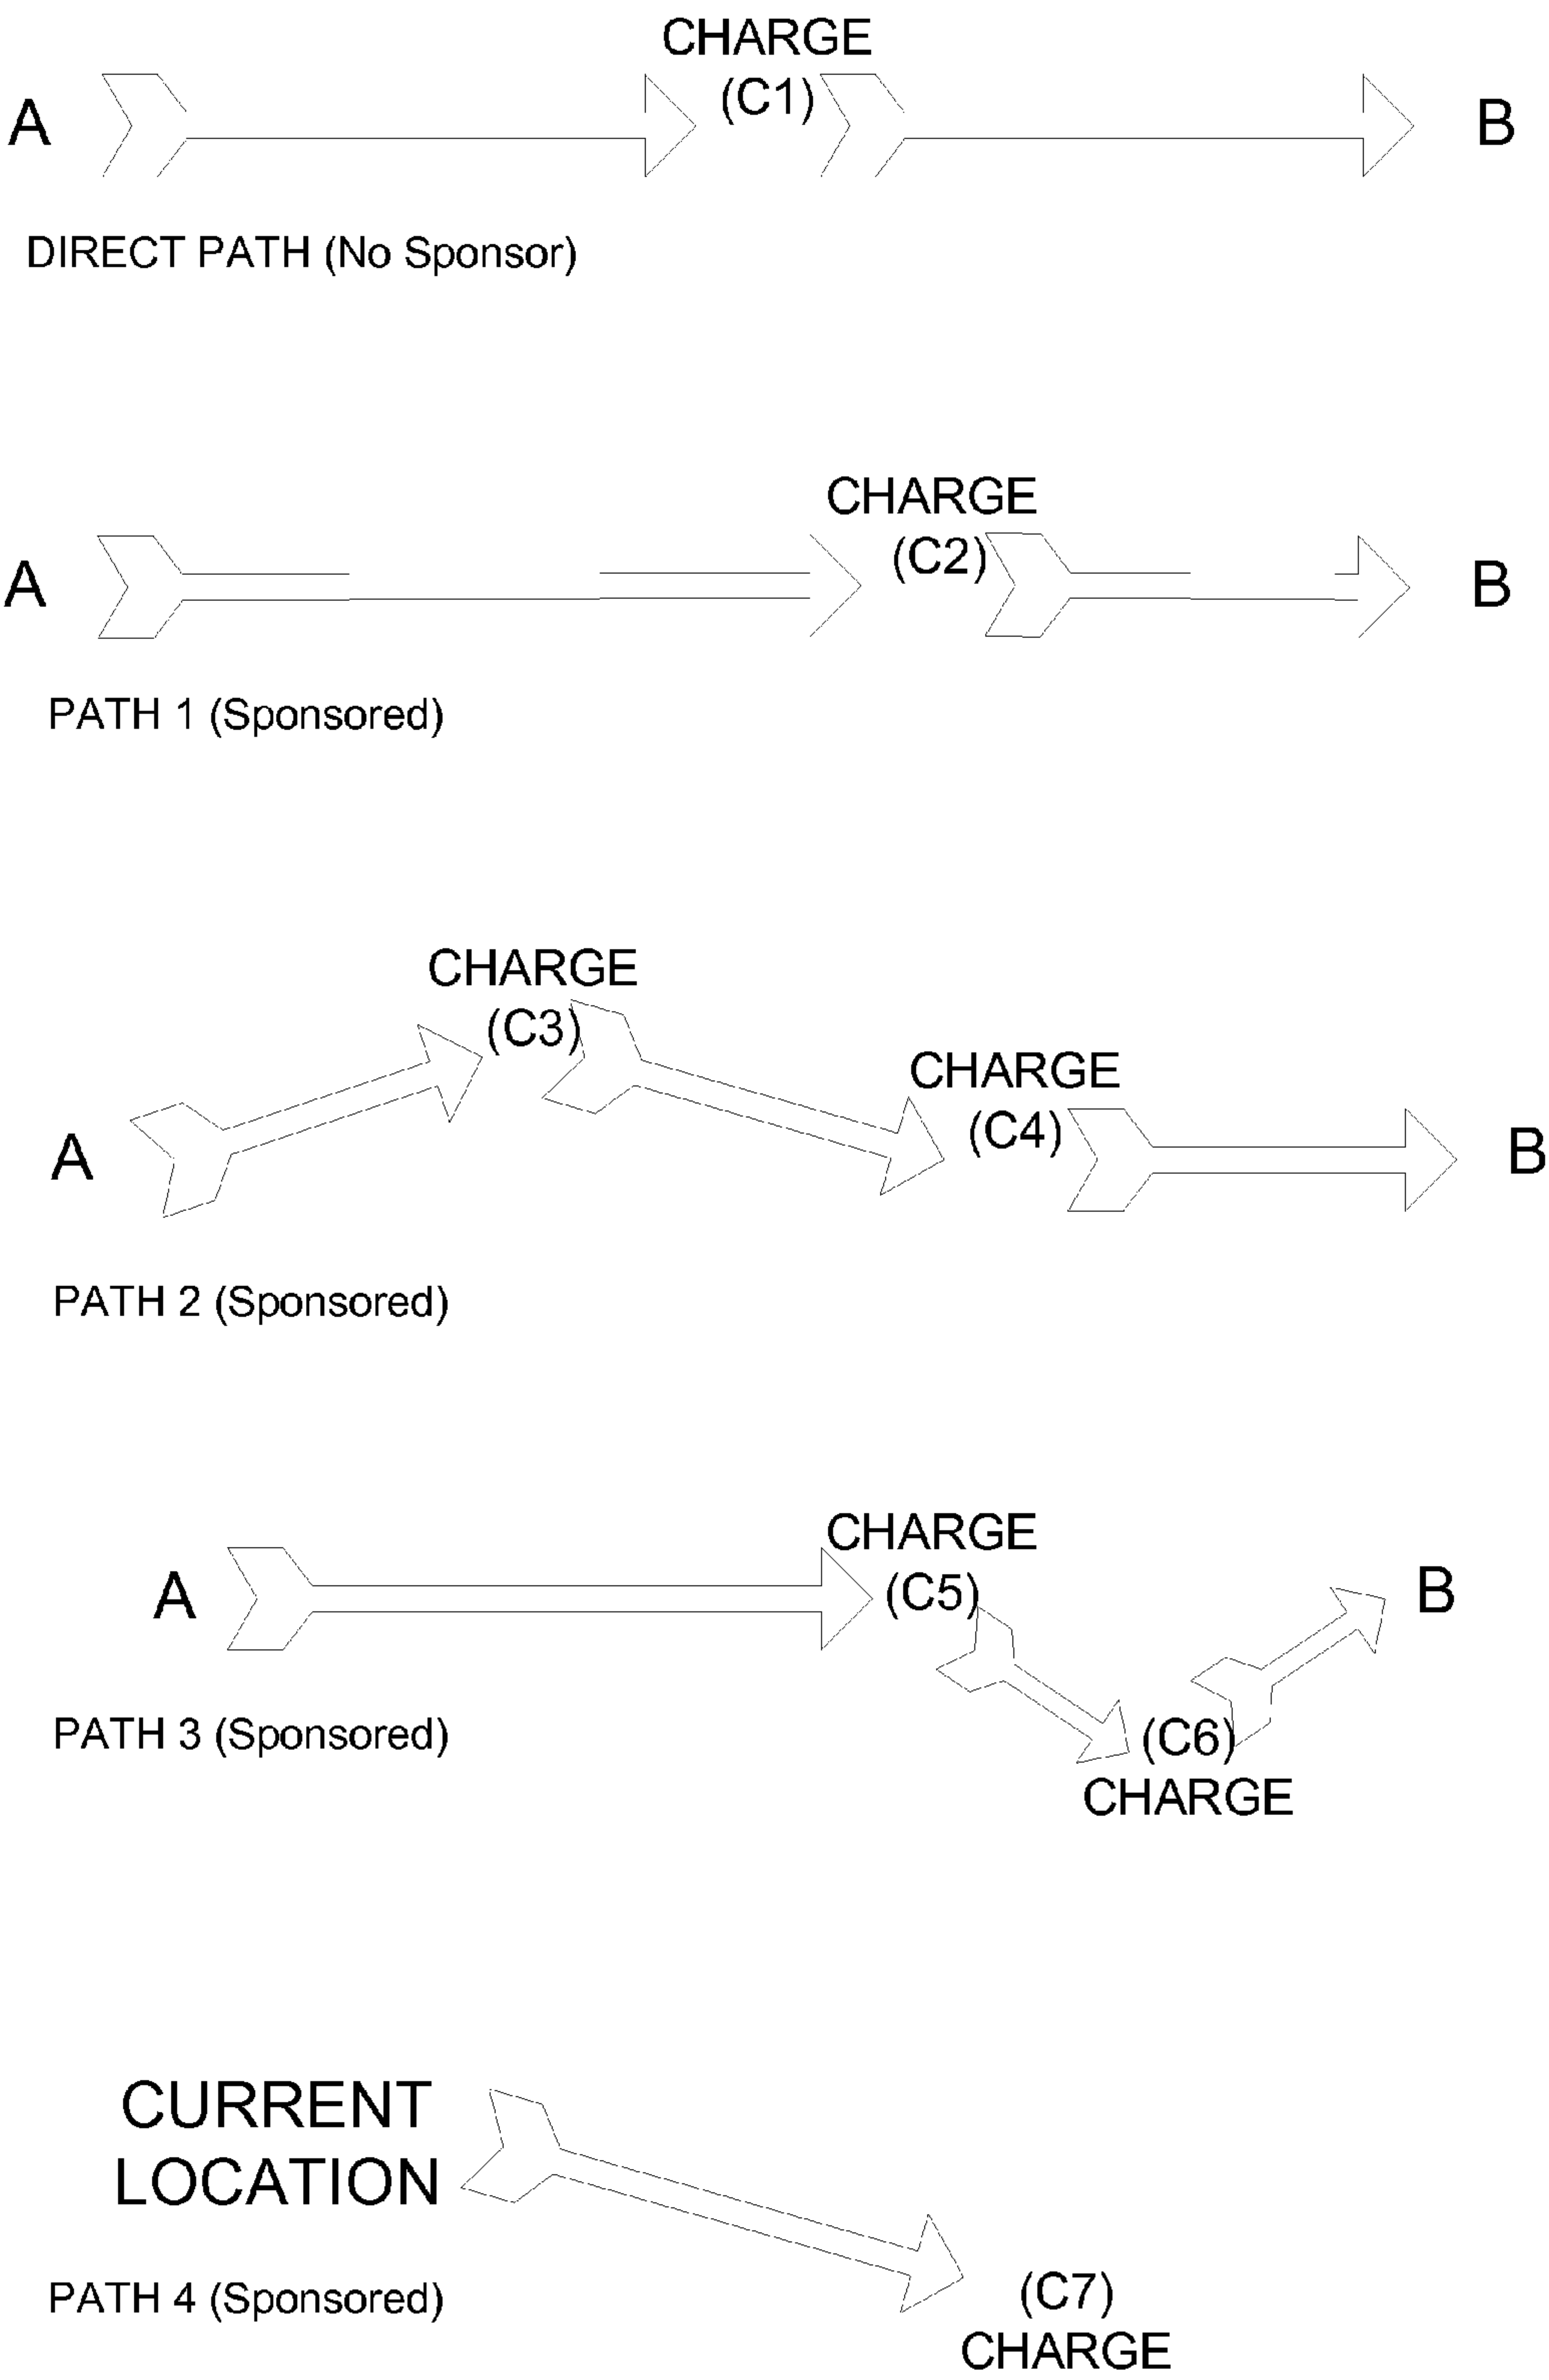 CHARGE
(C1)
A
B
DIRECT PATH (No Sponsor)
CHARGE
(C2)
A
B
PATH 1 (Sponsored)
CHARGE
(C3)
CHARGE
(C4)
A
B
PATH 2 (Sponsored)
CHARGE
(C5)
A
B
PATH 3 (Sponsored)
(C6)
CHARGE
CURRENT
LOCATION
PATH 4 (Sponsored)
(C7)
CHARGE